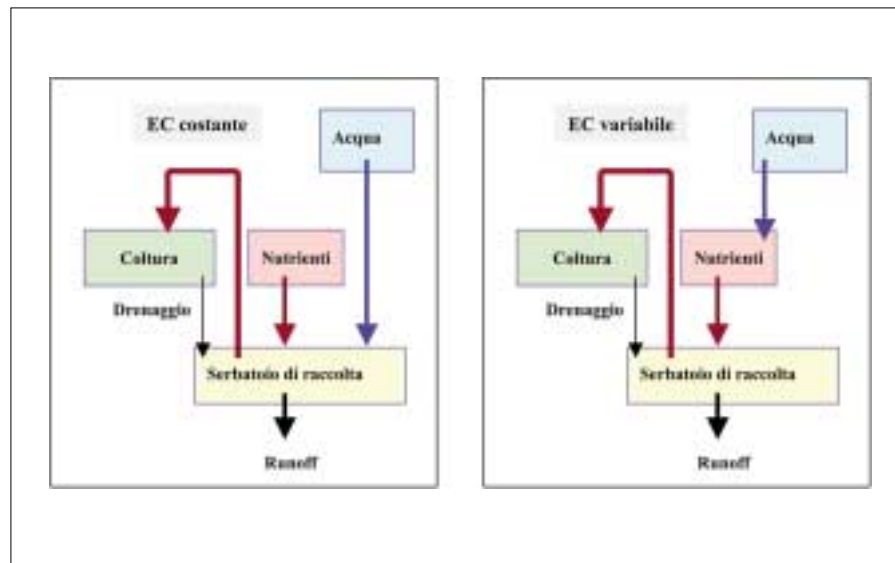 EC costante
Acqua
Coltura
Nutrienti
Drenaggio
Serbatoio di raccolta
Runoff
EC variabile
Acqua
Coltura
Nutrienti
Drenaggio
Serbatoio di raccolta
Runoff